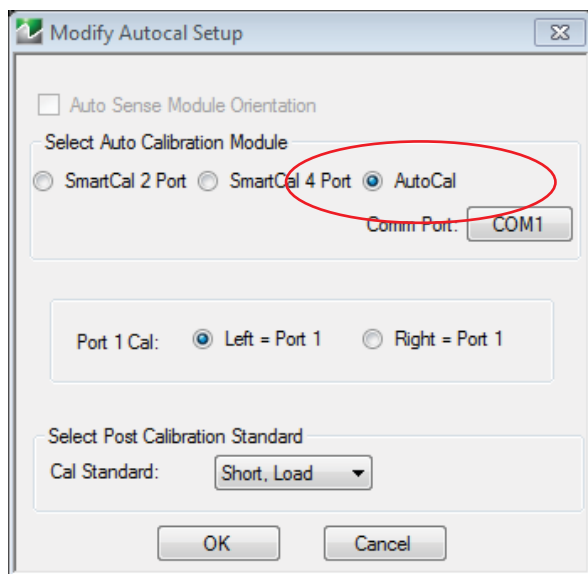 Modify Autocal Setup
Auto Sense Module Orientation
Select Auto Calibration Module
SmartCal 2 Port SmartCal 4 Port AutoCal
Comm Port: COM1
Port 1 Cal: Left = Port 1 Right = Port 1
Select Post Calibration Standard
Cal Standard: Short, Load
OK Cancel